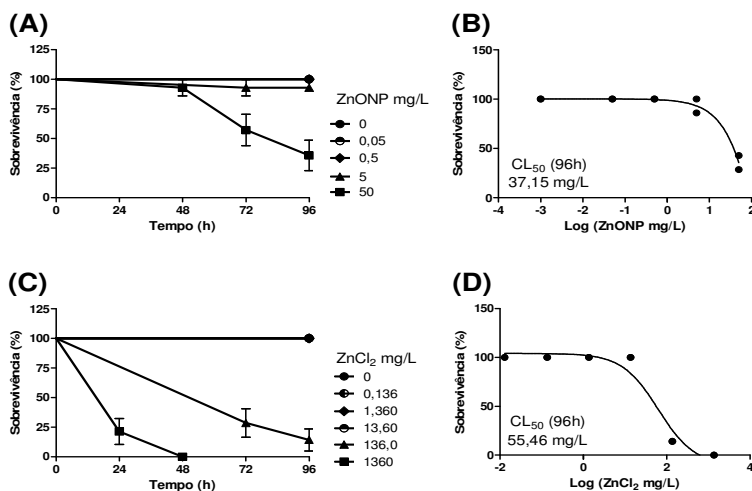 (A)
125
100
75
50
25
0
Sobrevivência (%)
0 24 48 72 96
Tempo (h)
ZnONP mg/L
0
0,05
0,5
5
50
(B)
150
100
50
0
Sobrevivência (%)
CL50 (96h)
37,15 mg/L
-4 -3 -2 -1 0 1 2
Log (ZnONP mg/L)
(C)
125
100
75
50
25
0
Sobrevivência (%)
0 24 48 72 96
Tempo (h)
ZnCl2 mg/L
0
0,136
1,360
13,60
136,0
1360
(D)
150
100
50
0
Sobrevivência (%)
CL50 (96h)
55,46 mg/L
-2 0 2 4
Log (ZnCl2 mg/L)